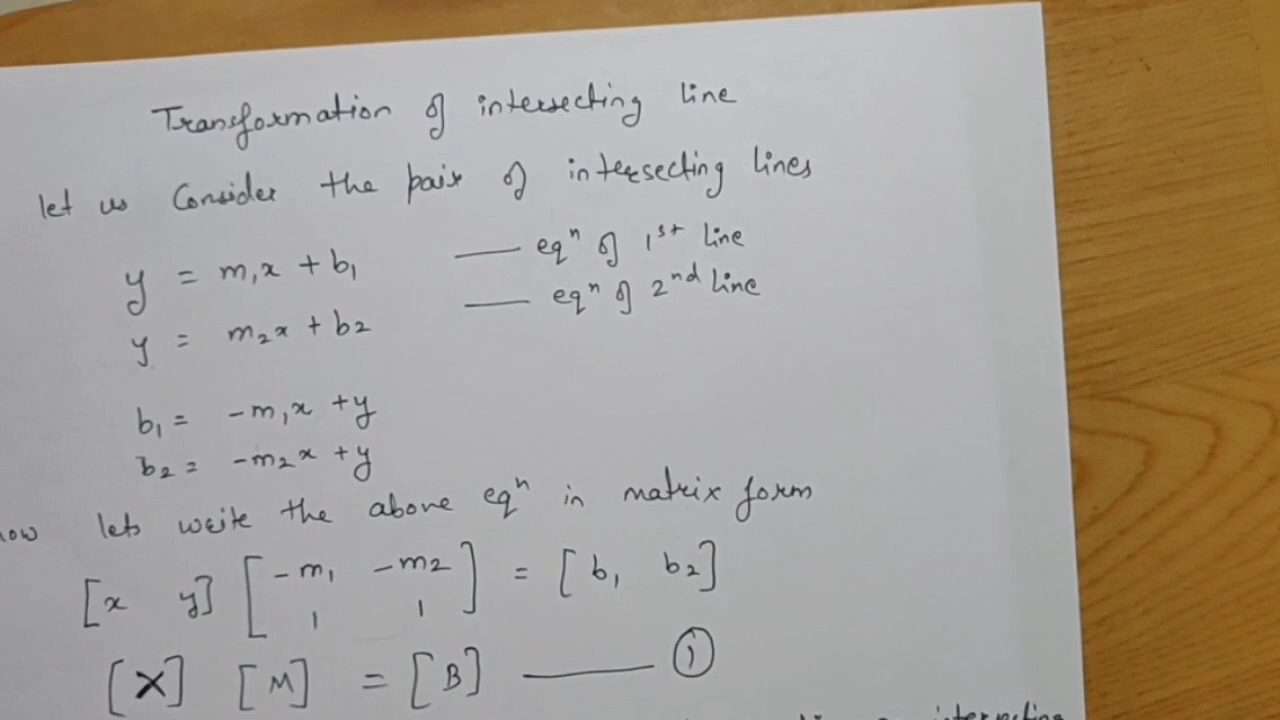 Transformation of intersecting line
let us Consider the pair of intersecting lines
y = m₁x + b₁ —— eqⁿ of 1ˢᵗ line
y = m₂x + b₂ —— eqⁿ of 2ⁿᵈ line
b₁ = -m₁x + y
b₂ = -m₂x + y
now lets write the above eqⁿ in matrix form
[x y] [-m₁ -m₂
1 1] = [b₁ b₂]
[X] [M] = [B] —— ①
intersecting